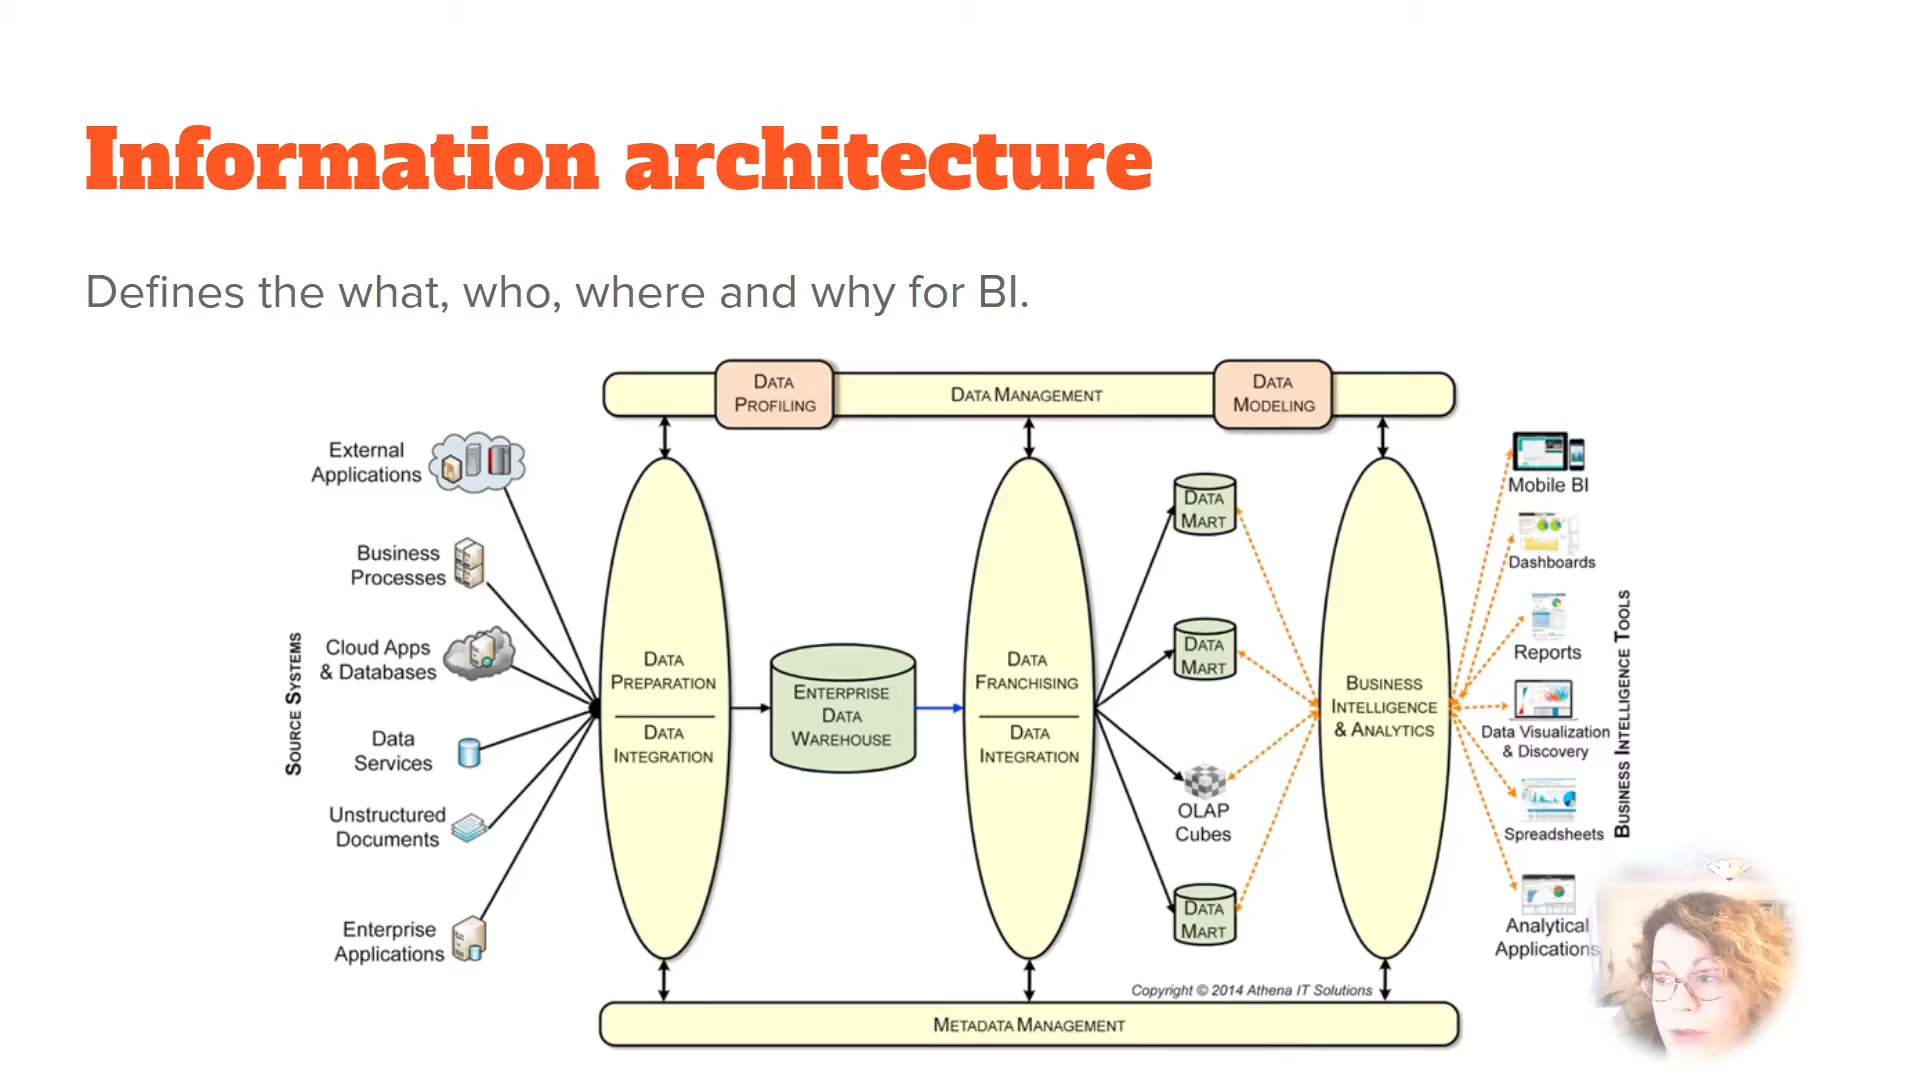 Information architecture
Defines the what, who, where and why for BI.
DATA
PROFILING
DATA MANAGEMENT
DATA
MODELING
SOURCE SYSTEMS
External
Applications
Business
Processes
Cloud Apps
& Databases
Data
Services
Unstructured
Documents
Enterprise
Applications
DATA
PREPARATION
DATA
INTEGRATION
ENTERPRISE
DATA
WAREHOUSE
DATA
FRANCHISING
DATA
INTEGRATION
DATA
MART
DATA
MART
OLAP
Cubes
DATA
MART
BUSINESS
INTELLIGENCE
& ANALYTICS
Mobile BI
Dashboards
Reports
Data Visualization
& Discovery
Spreadsheets
Analytical
Applications
BUSINESS INTELLIGENCE TOOLS
Copyright © 2014 Athena IT Solutions
METADATA MANAGEMENT